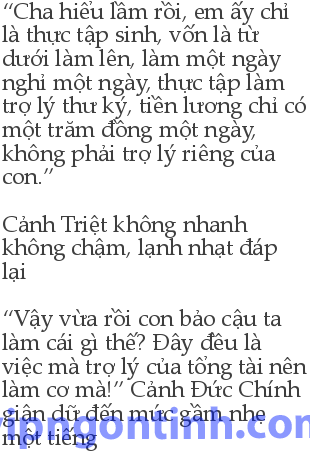 “Cha hiểu lầm rồi, em ấy chỉ
là thực tập sinh, vốn là từ
dưới làm lên, làm một ngày
nghỉ một ngày, thực tập làm
trợ lý thư ký, tiền lương chỉ có
một trăm đồng một ngày,
không phải trợ lý riêng của
con.”
Cảnh Triệt không nhanh
không chậm, lạnh nhạt đáp
lại
“Vậy vừa rồi con bảo cậu ta
làm cái gì thế? Đây đều là
việc mà trợ lý của tổng tài nên
làm cơ mà!” Cảnh Đức Chính
giận dữ đến mức gầm nhẹ
một tiếng
vipngontinh.com